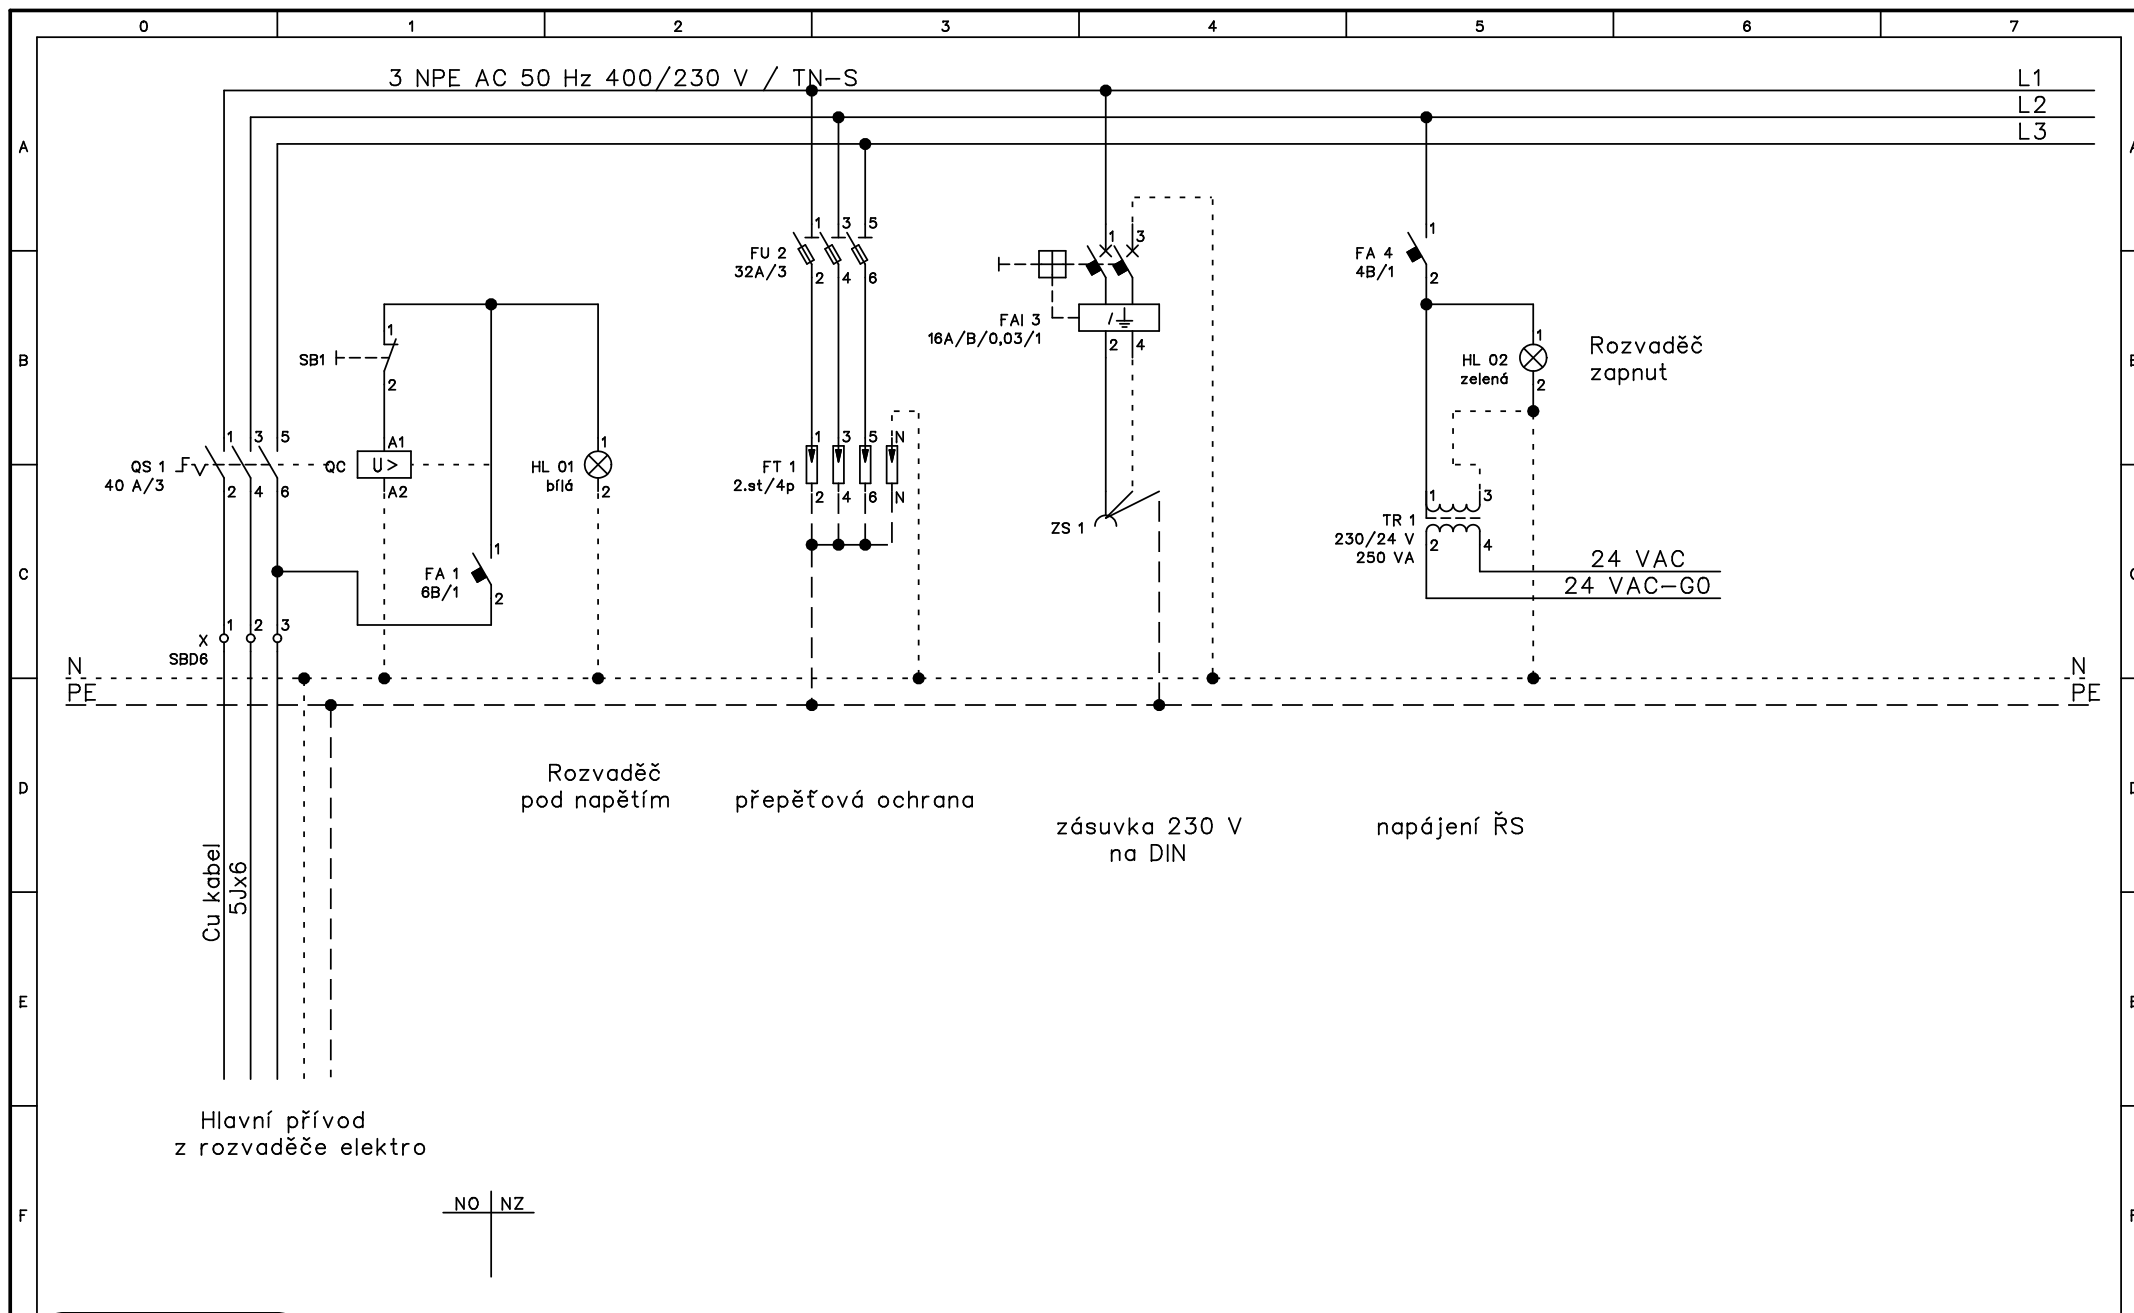 0 1 2 3 4 5 6 7
3 NPE AC 50 Hz 400/230 V / TN-S
L1
L2
L3
A
1 3 5
FU 2
32A/3
2 4 6
1 3
FAI 3
16A/B/0,03/1
2 4
1
FA 4
4B/1
2
B
1
SB1
2
1
HL 02
zelená
2
Rozvaděč
zapnut
1 3 5
QS 1
40 A/3
2 4 6
A1
QC
U>
A2
1
HL 01
bílá
2
1 3 5 N
FT 1
2.st/4p
2 4 6 N
ZS 1
1 3
TR 1
230/24 V
250 VA
2 4
24 VAC
24 VAC-G0
C
1
FA 1
6B/1
2
X
SBD6
1 2 3
N
PE
N
PE
D
Rozvaděč
pod napětím
přepěťová ochrana
zásuvka 230 V
na DIN
napájení ŘS
Cu kabel
5Jx6
E
Hlavní přívod
z rozvaděče elektro
F
NO NZ